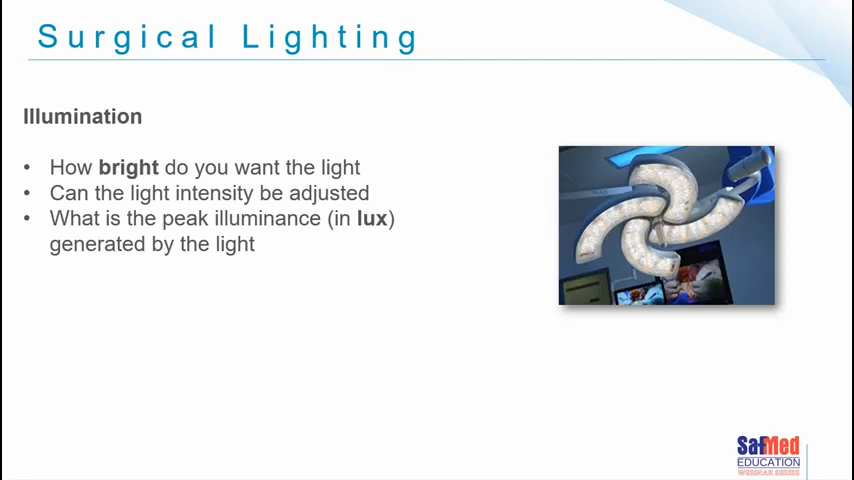 Surgical Lighting
Illumination
• How bright do you want the light
• Can the light intensity be adjusted
• What is the peak illuminance (in lux)
generated by the light
SafMed
EDUCATION
WEBINAR SERIES